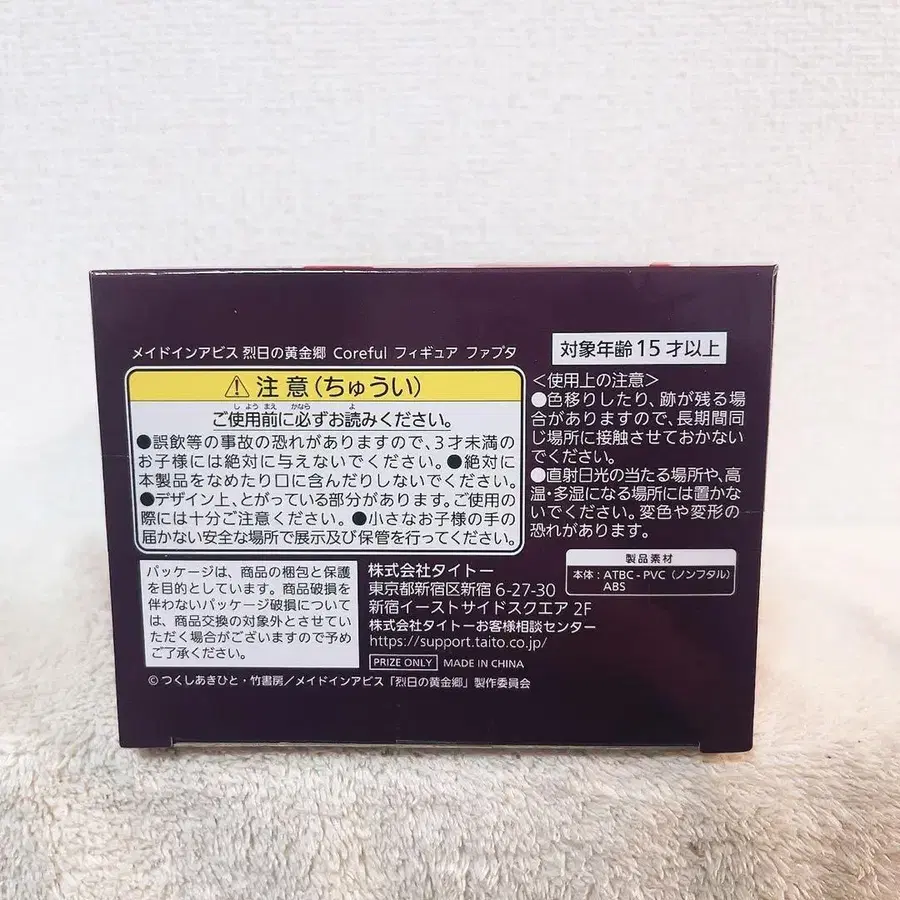 メイドインアビス 烈日の黄金郷 Coreful フィギュア ファプタ
⚠ 注意(ちゅうい)
ご使用前に必ずお読みください。
しようまえ かなら よ
●誤飲等の事故の恐れがありますので、3才未満の
お子様には絶対に与えないでください。●絶対に
本製品をなめたり口に含んだりしないでください。
●デザイン上、とがっている部分があります。ご使用の
際には十分ご注意ください。●小さなお子様の手の
届かない安全な場所で展示及び保管を行ってください。
対象年齢15才以上
<使用上の注意>
●色移りしたり、跡が残る場
合がありますので、長期間同
じ場所に接触させておかない
でください。
●直射日光の当たる場所や、高
温・多湿になる場所には置かな
いでください。変色や変形の
恐れがあります。
製品素材
本体:ATBC-PVC(ノンフタル)
ABS
パッケージは、商品の梱包と保護
を目的としています。商品破損を
伴わないパッケージ破損について
は、商品交換の対象外とさせてい
ただく場合がございますので予め
ご了承ください。
株式会社タイトー
東京都新宿区新宿 6-27-30
新宿イーストサイドスクエア 2F
株式会社タイトーお客様相談センター
https://support.taito.co.jp/
PRIZE ONLY MADE IN CHINA
©つくしあきひと・竹書房/メイドインアビス「烈日の黄金郷」製作委員会